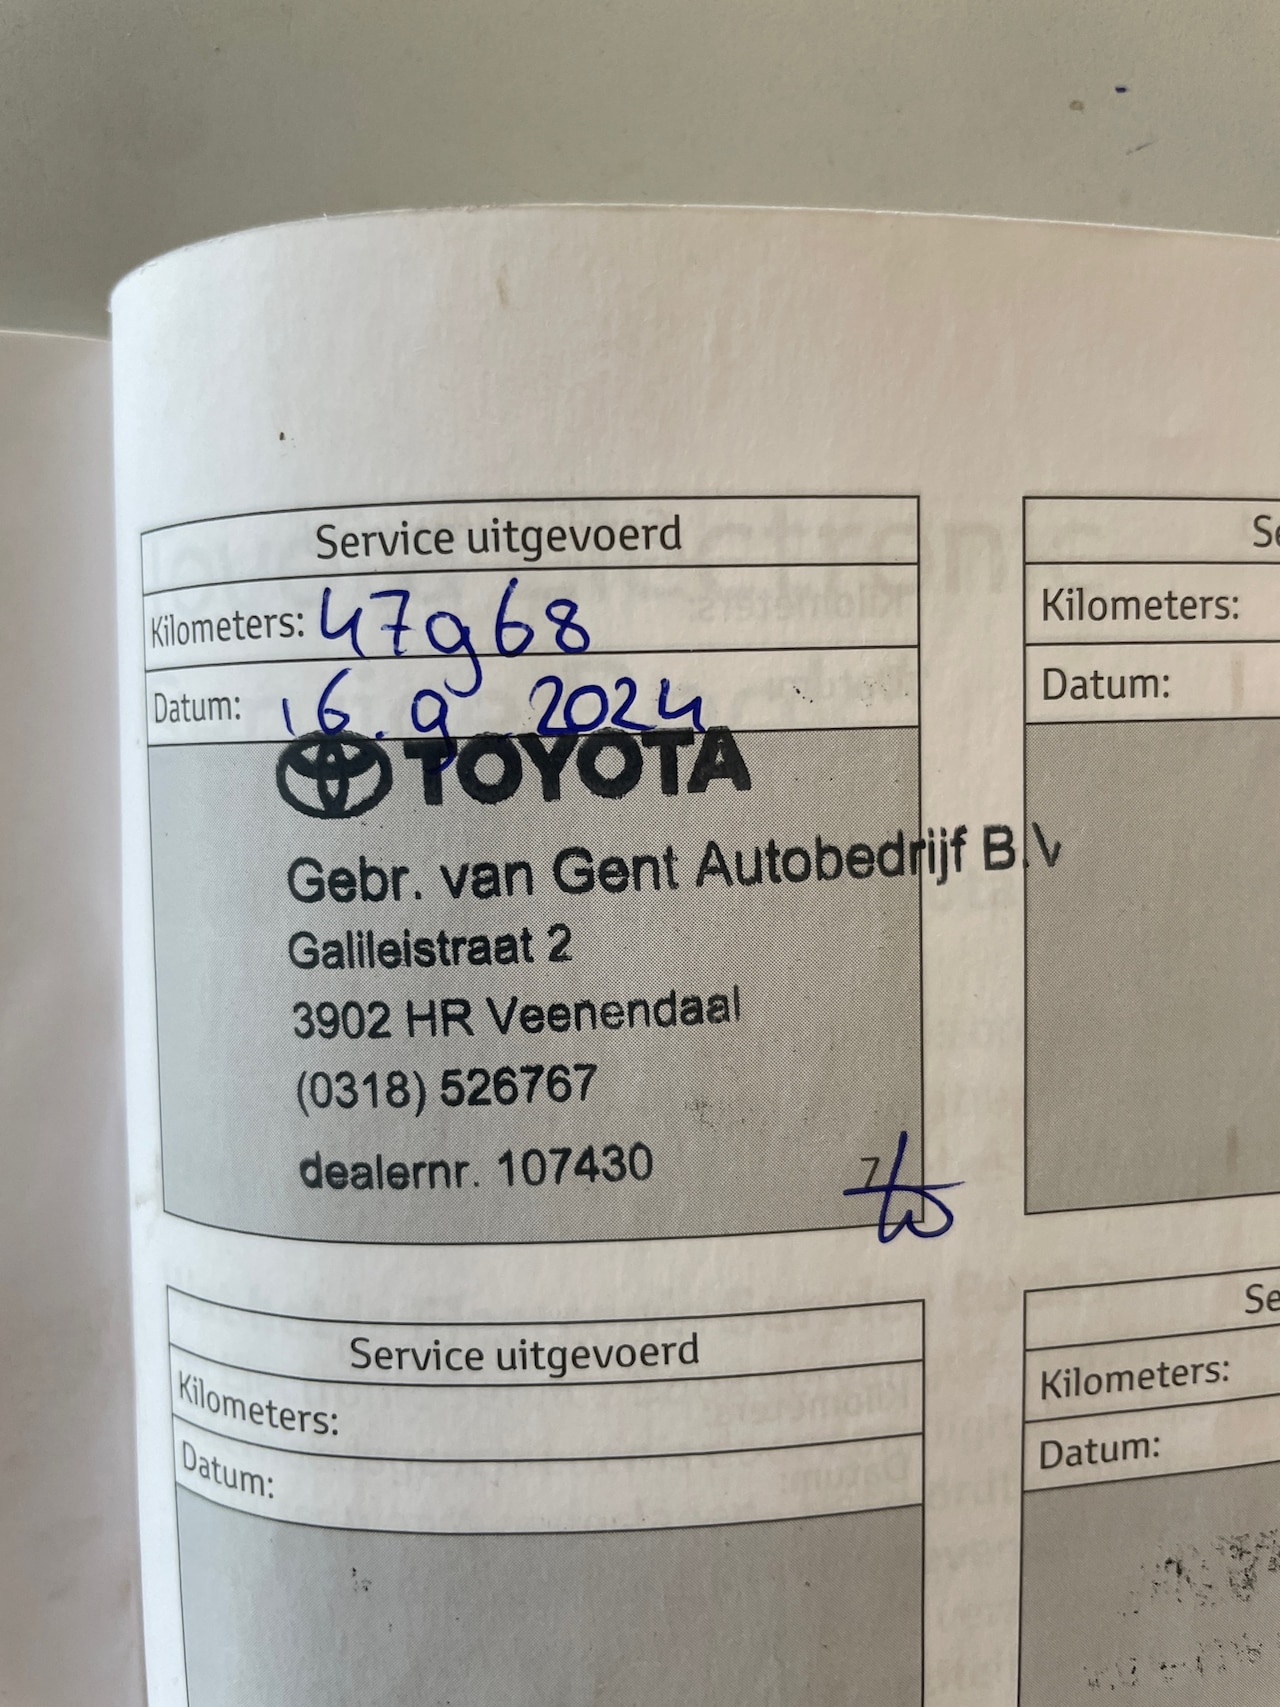 Service uitgevoerd
Kilometers: 47968
Datum: 16.9.2024
TOYOTA
Gebr. van Gent Autobedrijf B.V
Galileistraat 2
3902 HR Veenendaal
(0318) 526767
dealernr. 107430
7
Kilometers:
Datum:
Service uitgevoerd
Kilometers:
Datum:
Kilometers:
Datum: